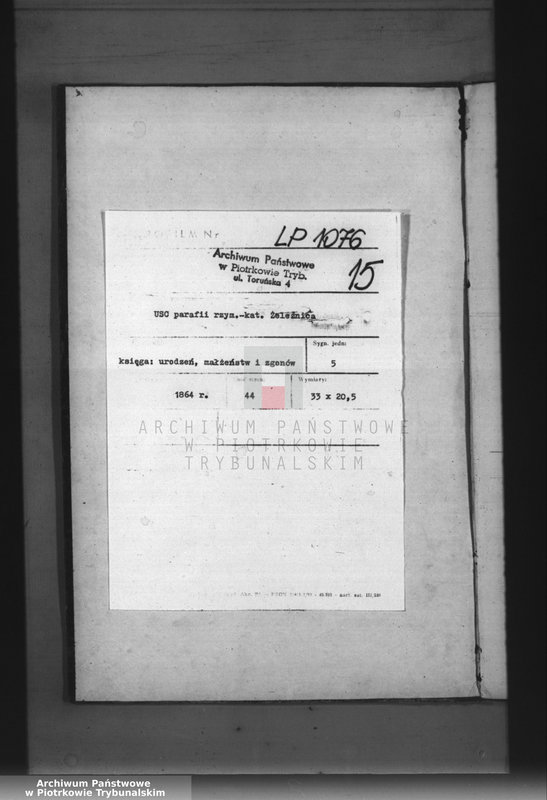 LP 1076
Archiwum Państwowe
w Piotrkowie Tryb.
ul. Toruńska 4
15
USC parafii rzym.-kat. Żeleźnica
Sygn. jedn:
księga: urodzeń, małżeństw i zgonów 5
Wymiary:
1864 r. 44 33 x 20,5
ARCHIWUM PAŃSTWOWE
W PIOTRKOWIE
TRYBUNALSKIM
Archiwum Państwowe
w Piotrkowie Trybunalskim